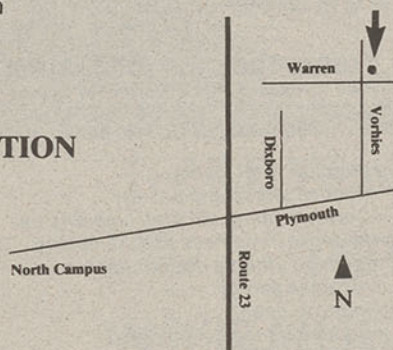 Warren
Vorhies
TION
Dixboro
Plymouth
North Campus
Route 23
N